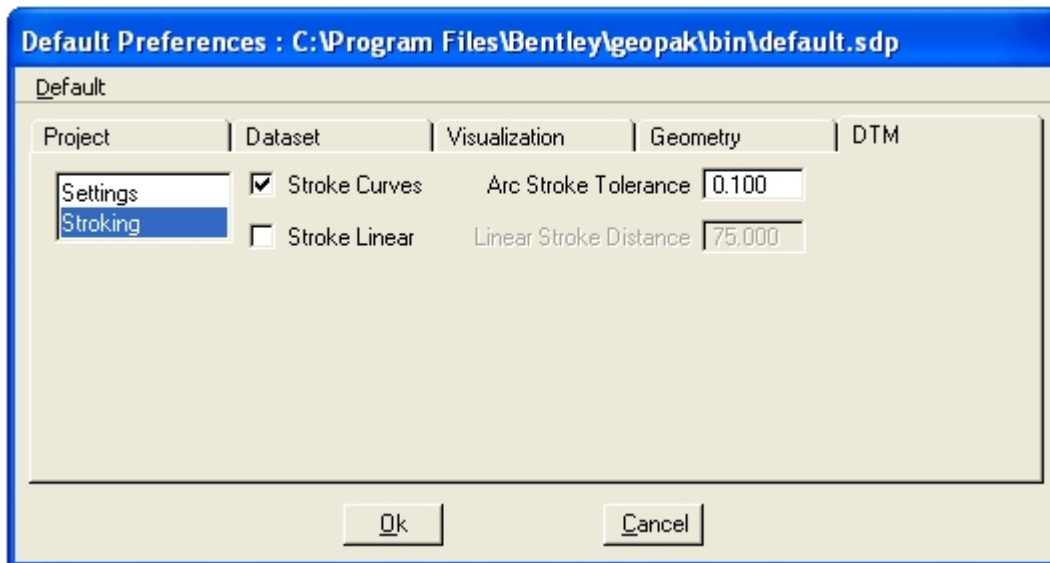 Default Preferences : C:\Program Files\Bentley\geopak\bin\default.sdp
Default
Project Dataset Visualization Geometry DTM
Settings
Stroking
Stroke Curves Arc Stroke Tolerance 0.100
Stroke Linear Linear Stroke Distance 75.000
Ok Cancel